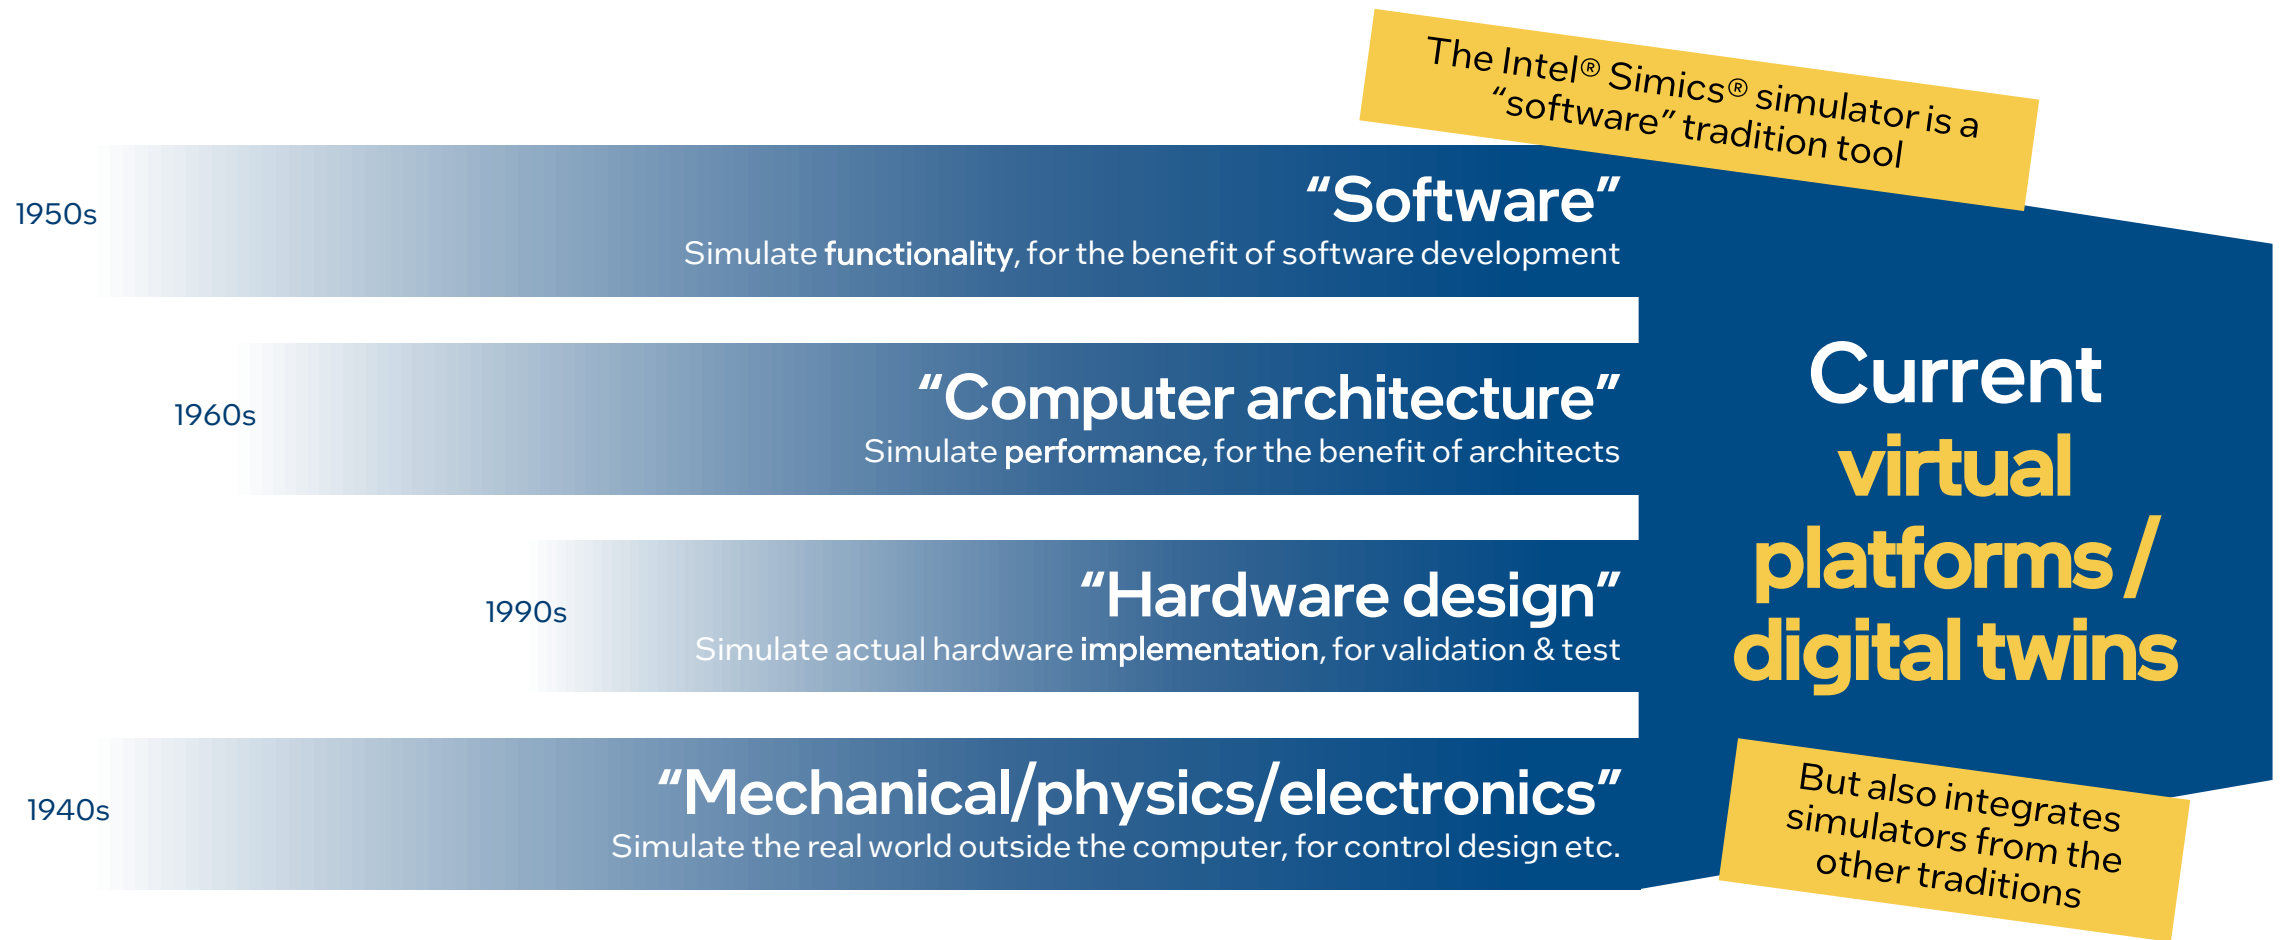 The Intel® Simics® simulator is a
“software” tradition tool
1950s
“Software”
Simulate functionality, for the benefit of software development
1960s
“Computer architecture”
Simulate performance, for the benefit of architects
1990s
“Hardware design”
Simulate actual hardware implementation, for validation & test
1940s
“Mechanical/physics/electronics”
Simulate the real world outside the computer, for control design etc.
Current
virtual
platforms /
digital twins
But also integrates
simulators from the
other traditions